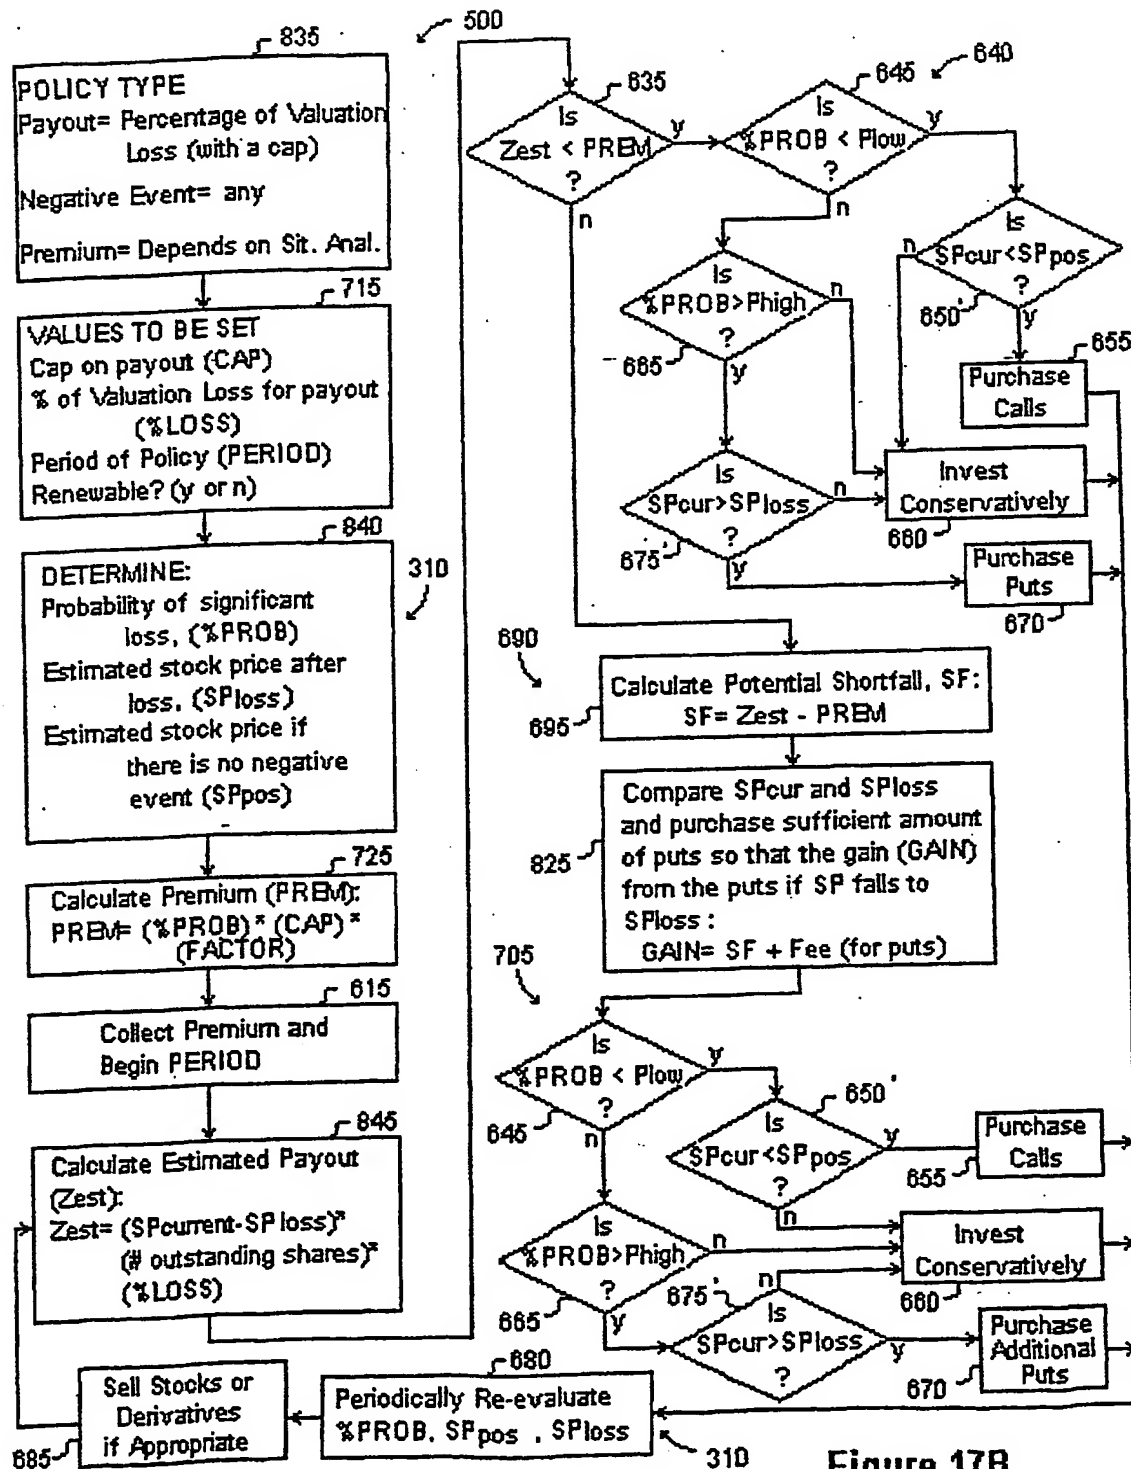 835
500
POLICY TYPE
Payout= Percentage of Valuation
Loss (with a cap)
Negative Event= any
Premium= Depends on Sit. Anal.
715
VALUES TO BE SET
Cap on payout (CAP)
% of Valuation Loss for payout
(%LOSS)
Period of Policy (PERIOD)
Renewable? (y or n)
840
DETERMINE:
Probability of significant
loss, (%PROB)
Estimated stock price after
loss, (SPloss)
Estimated stock price if
there is no negative
event (SPpos)
310
725
Calculate Premium (PREM):
PREM= (%PROB)* (CAP)*
(FACTOR)
615
Collect Premium and
Begin PERIOD
845
Calculate Estimated Payout
(Zest):
Zest= (SPcurrent-SPloss)*
(# outstanding shares)*
(%LOSS)
635
Is
Zest < PREM
?
y
n
645
640
Is
%PROB < Plow
?
y
n
Is
SPcur<SPpos
?
n
650'
y
655
Purchase
Calls
Is
%PROB>Phigh
?
n
665
y
Is
SPcur>SPloss
?
n
675'
y
Invest
Conservatively
660
Purchase
Puts
670
690
Calculate Potential Shortfall, SF:
SF= Zest - PREM
695
Compare SPcur and SPloss
and purchase sufficient amount
of puts so that the gain (GAIN)
from the puts if SP falls to
SPloss :
GAIN= SF + Fee (for puts)
825
705
Is
%PROB < Plow
?
y
645
n
650'
Is
SPcur<SPpos
?
y
n
Purchase
Calls
655
Is
%PROB>Phigh
?
n
665
y
Invest
Conservatively
660
675'
n
Is
SPcur>SPloss
?
y
Purchase
Additional
Puts
670
680
Periodically Re-evaluate
%PROB, SPpos , SPloss
310
Sell Stocks or
Derivatives
if Appropriate
685
Figure 17B